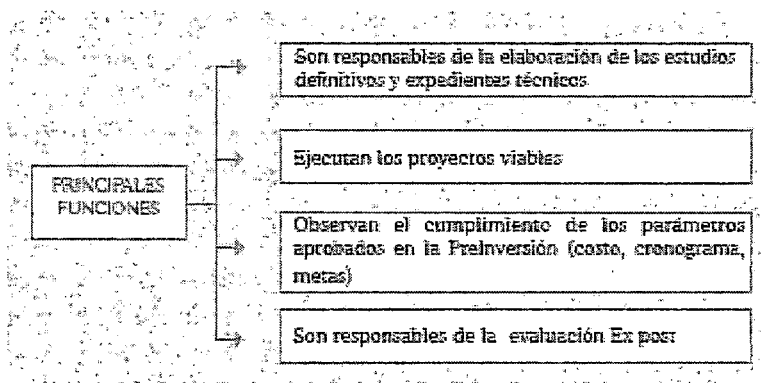 Son responsables de la elaboración de los estudios
definitivos y expedientes técnicos
Ejecutan los proyectos viables
PRINCIPALES
FUNCIONES
Observan el cumplimiento de los parámetros
aprobados en la PreInversión (costo, cronograma,
metas)
Son responsables de la evaluación Ex post